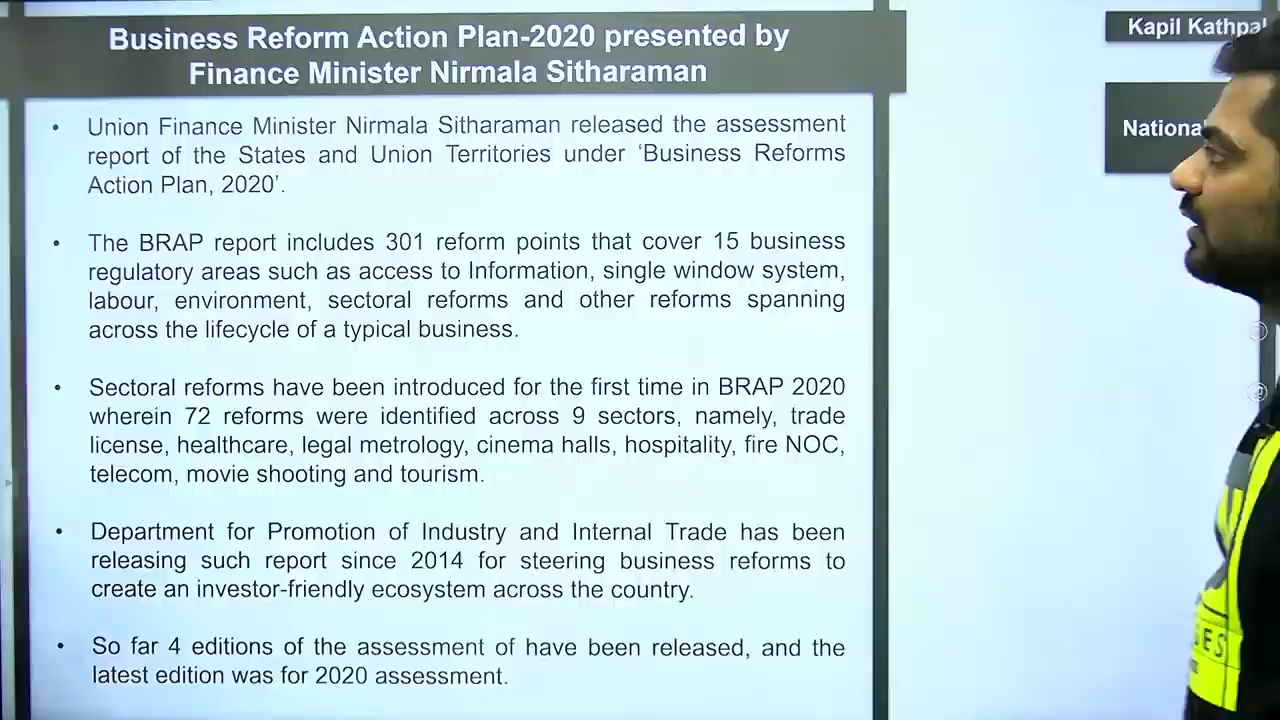 Business Reform Action Plan-2020 presented by
Finance Minister Nirmala Sitharaman
Kapil Kathpal
National
• Union Finance Minister Nirmala Sitharaman released the assessment
report of the States and Union Territories under ‘Business Reforms
Action Plan, 2020’.
• The BRAP report includes 301 reform points that cover 15 business
regulatory areas such as access to Information, single window system,
labour, environment, sectoral reforms and other reforms spanning
across the lifecycle of a typical business.
• Sectoral reforms have been introduced for the first time in BRAP 2020
wherein 72 reforms were identified across 9 sectors, namely, trade
license, healthcare, legal metrology, cinema halls, hospitality, fire NOC,
telecom, movie shooting and tourism.
• Department for Promotion of Industry and Internal Trade has been
releasing such report since 2014 for steering business reforms to
create an investor-friendly ecosystem across the country.
• So far 4 editions of the assessment of have been released, and the
latest edition was for 2020 assessment.